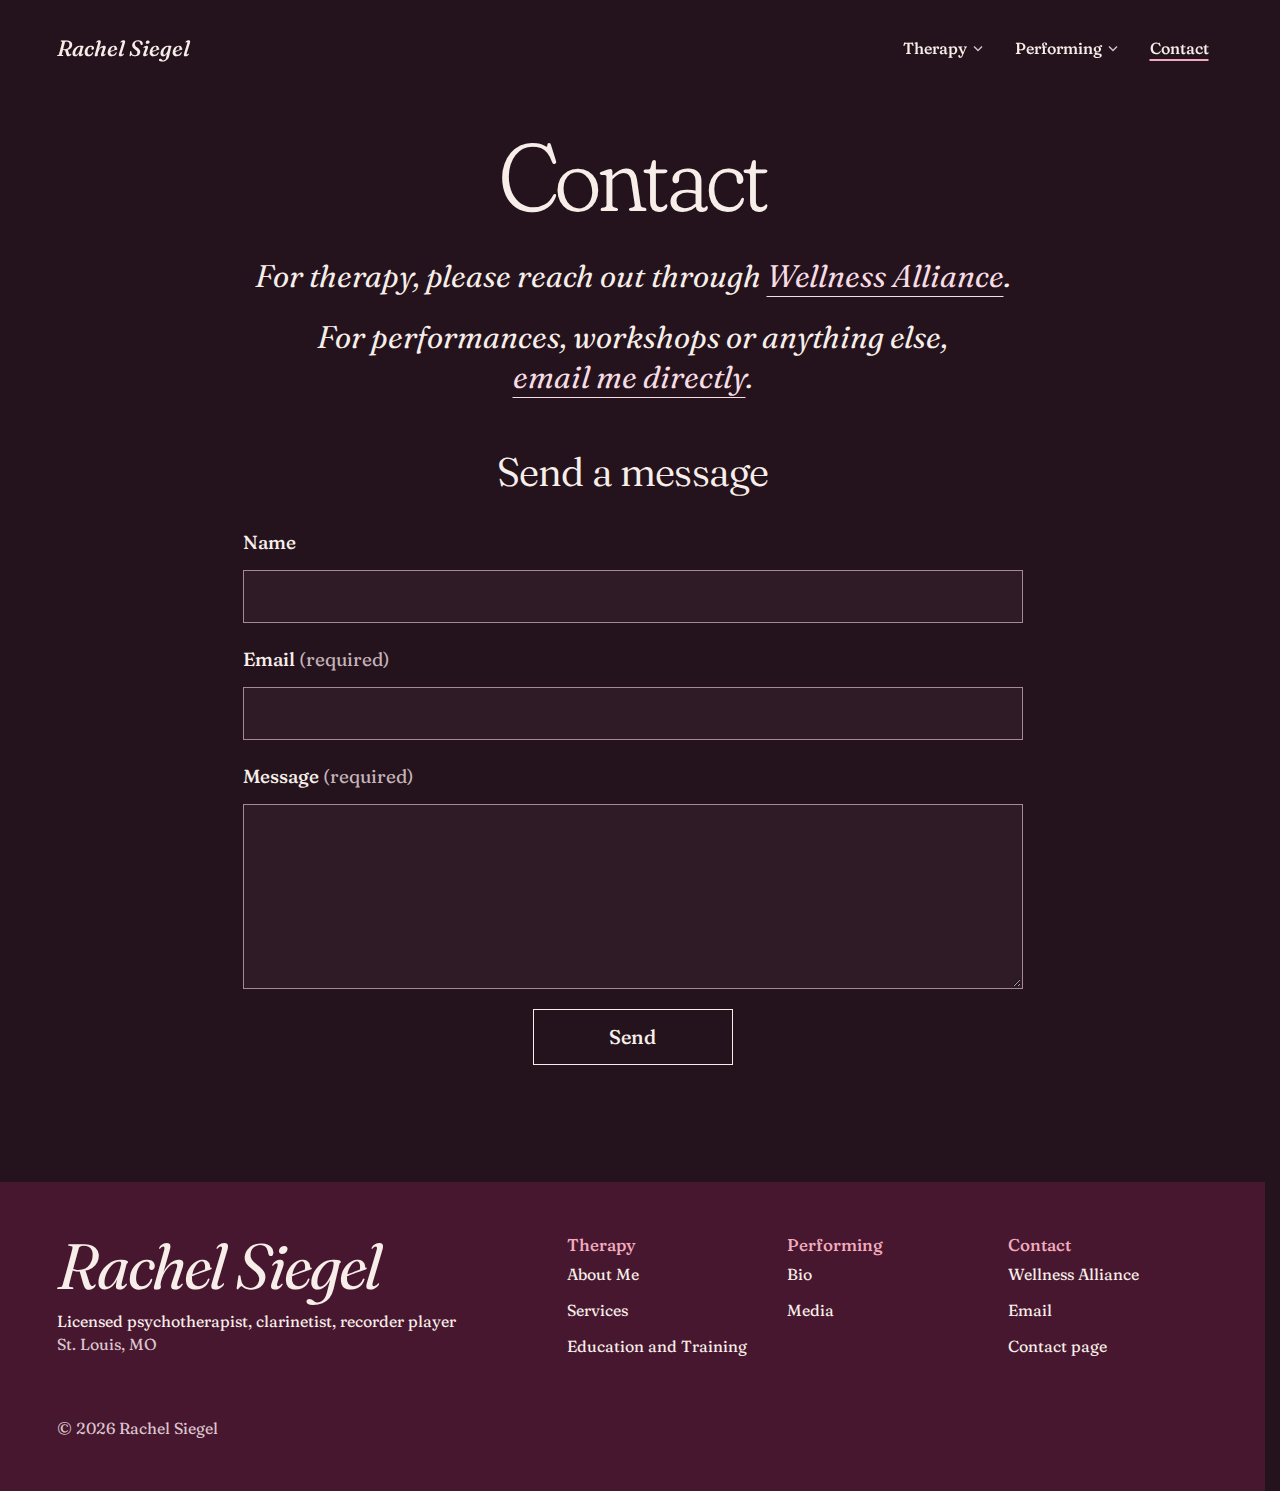 Rachel Siegel
Therapy
Performing
Contact
Contact
For therapy, please reach out through Wellness Alliance.
For performances, workshops or anything else,
email me directly.
Send a message
Name
Email (required)
Message (required)
Send
Rachel Siegel
Licensed psychotherapist, clarinetist, recorder player
St. Louis, MO
Therapy
About Me
Services
Education and Training
Performing
Bio
Media
Contact
Wellness Alliance
Email
Contact page
© 2026 Rachel Siegel